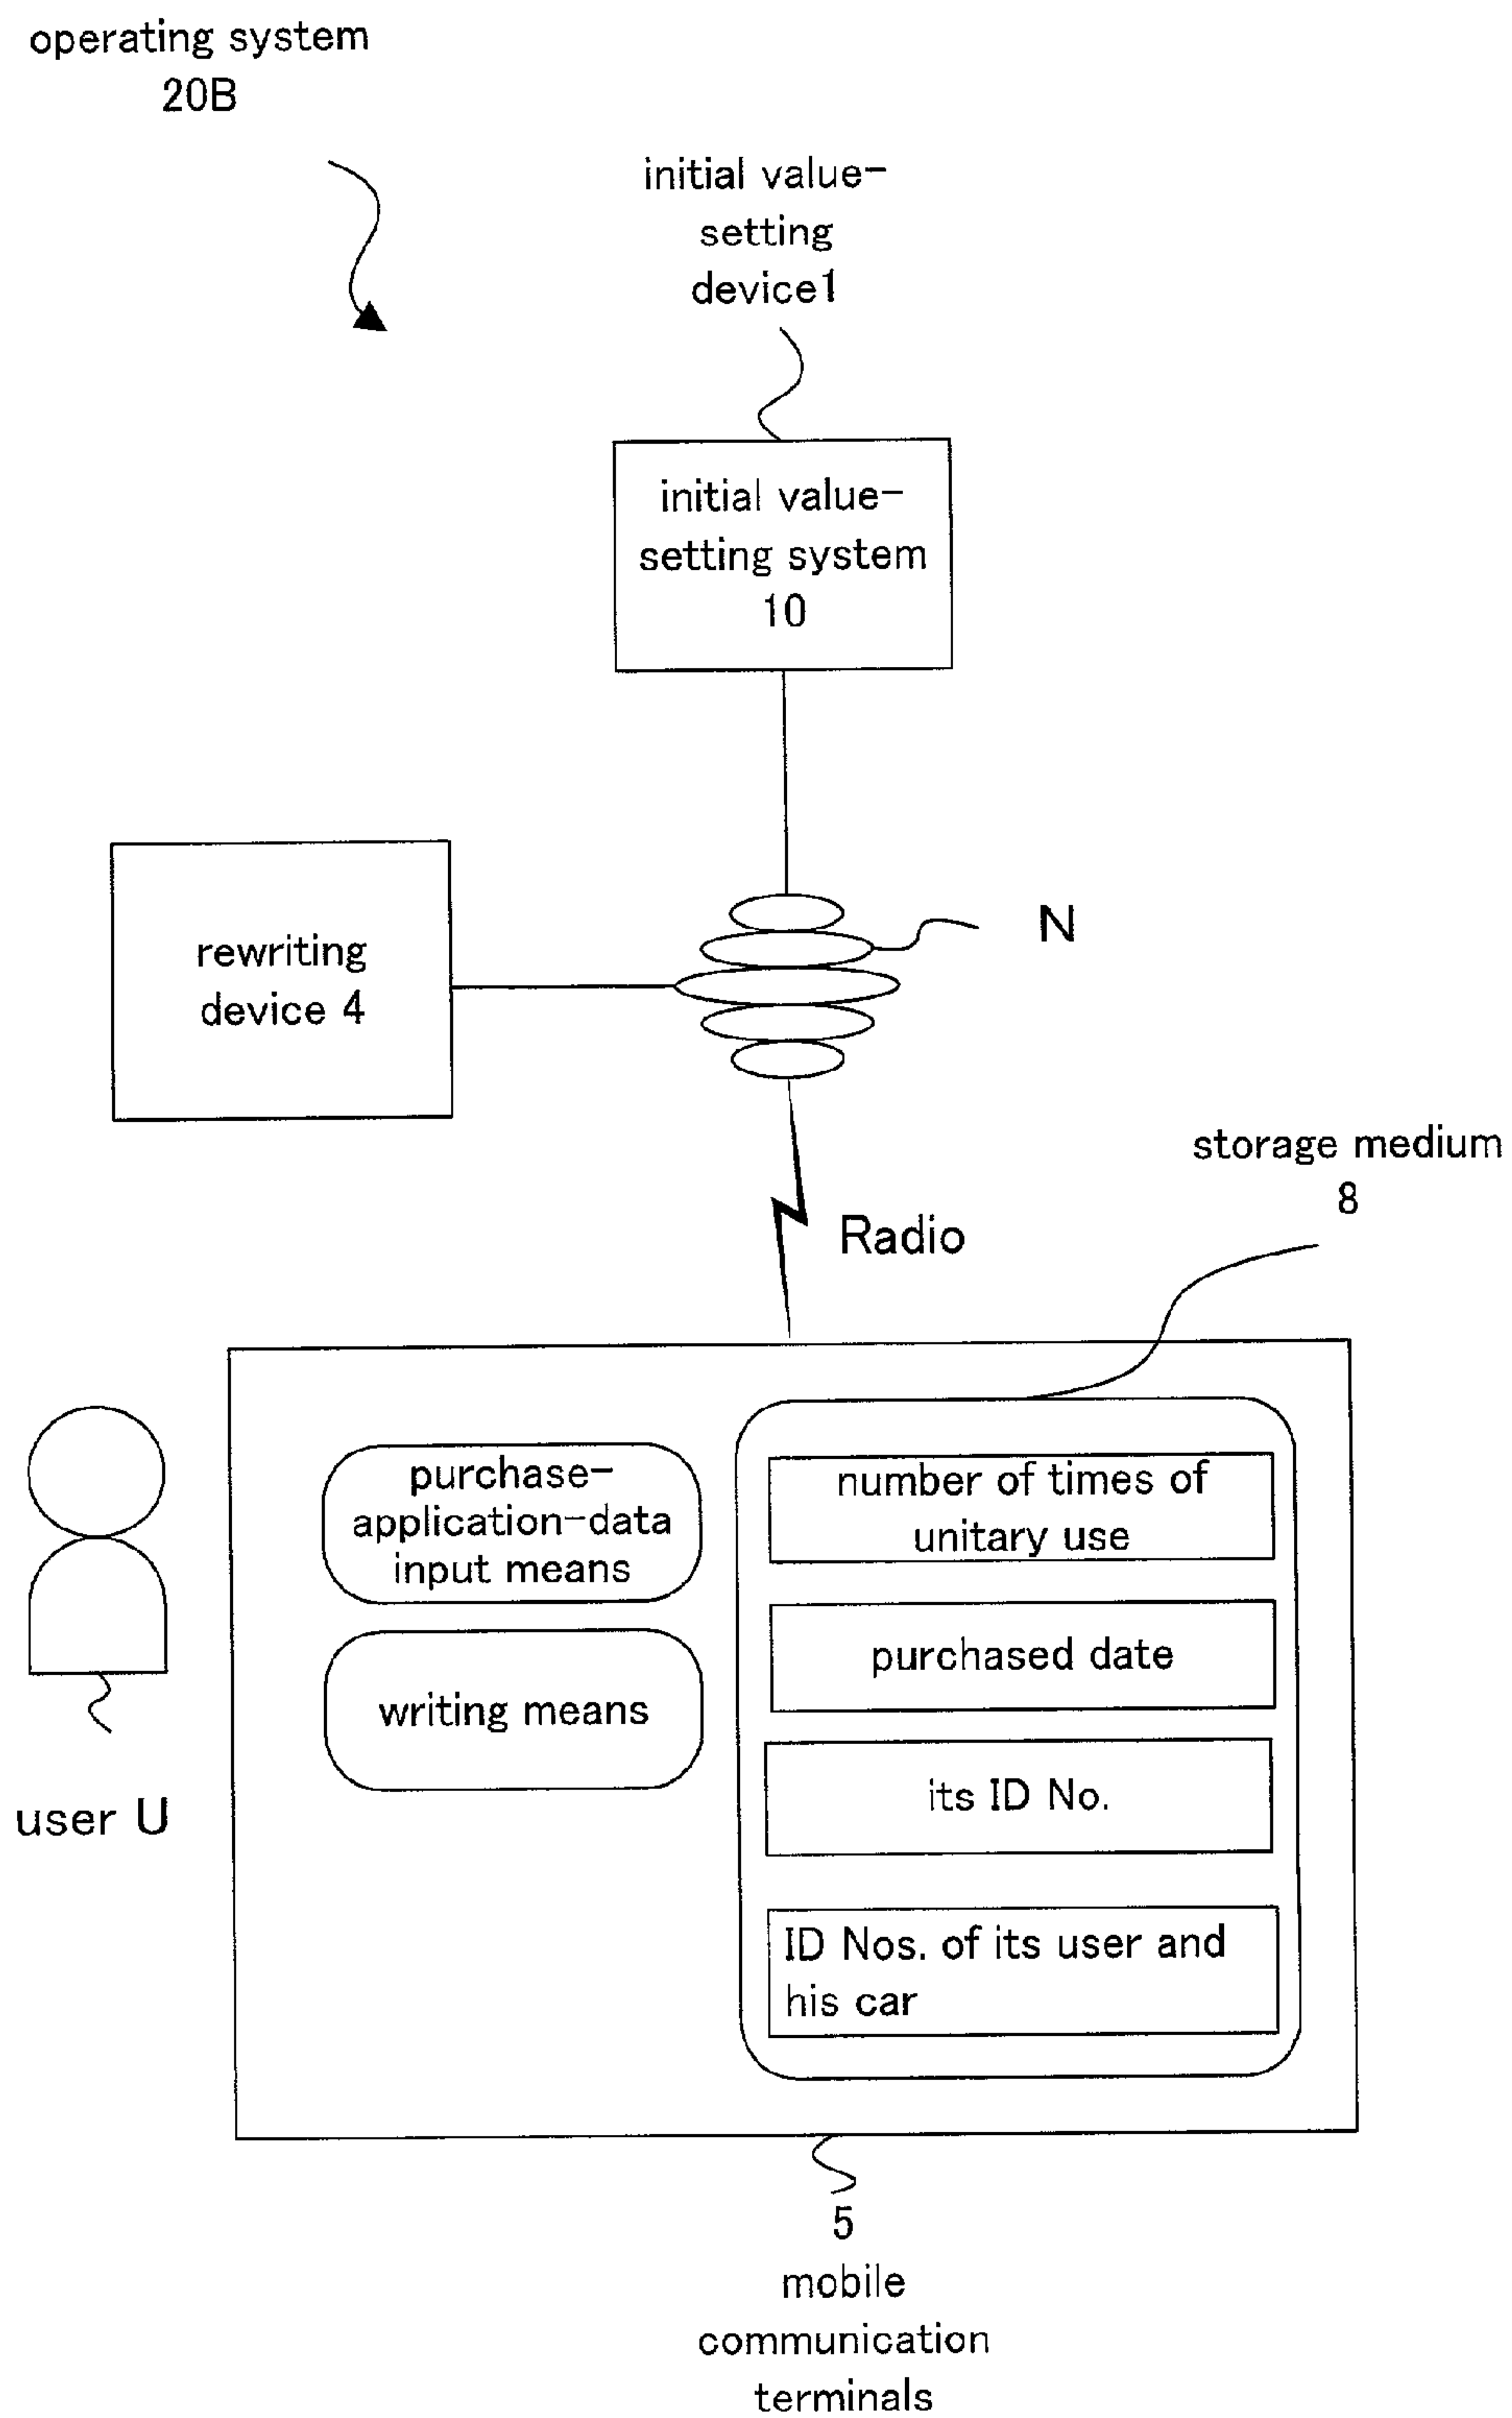 operating system
20B
initial value-
setting
device1
initial value-
setting system
10
rewriting
device 4
N
storage medium
8
Radio
purchase-
application-data
input means
writing means
number of times of
unitary use
purchased date
its ID No.
ID Nos. of its user and
his car
user U
5
mobile
communication
terminals